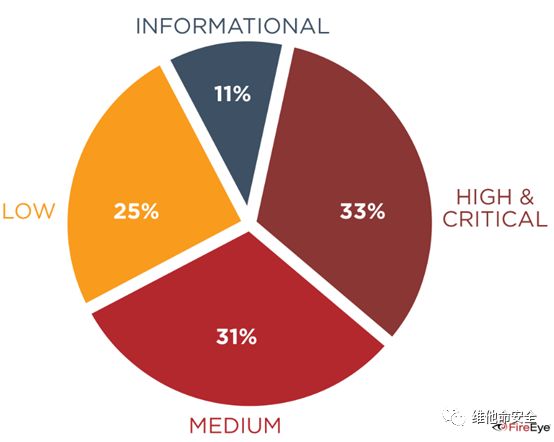 INFORMATIONAL
11%
LOW
25%
33%
HIGH &
CRITICAL
31%
MEDIUM
维他命安全
FireEye